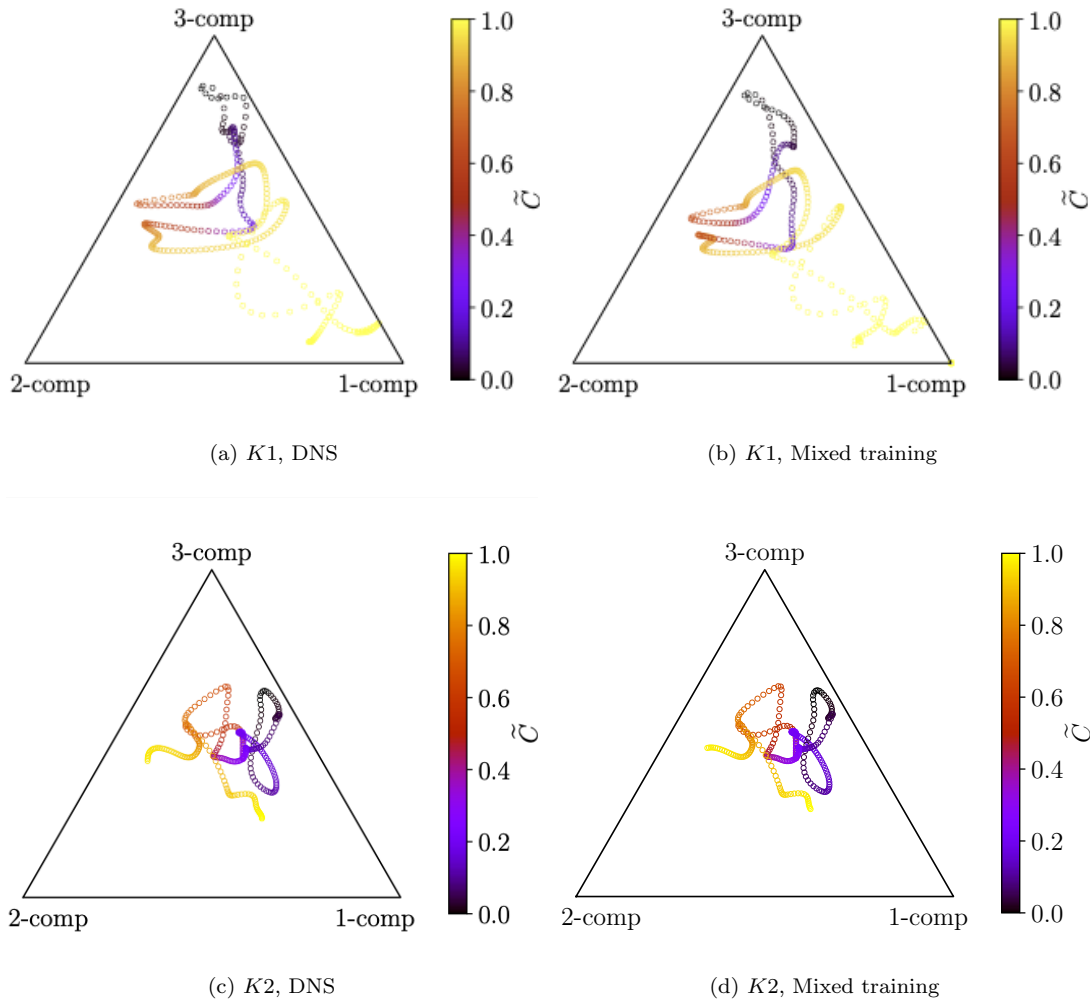 3-comp
2-comp
1-comp
1.0
0.8
0.6
0.4
0.2
0.0
C̃
(a) K1, DNS
3-comp
2-comp
1-comp
1.0
0.8
0.6
0.4
0.2
0.0
C̃
(b) K1, Mixed training
3-comp
2-comp
1-comp
1.0
0.8
0.6
0.4
0.2
0.0
C̃
(c) K2, DNS
3-comp
2-comp
1-comp
1.0
0.8
0.6
0.4
0.2
0.0
C̃
(d) K2, Mixed training